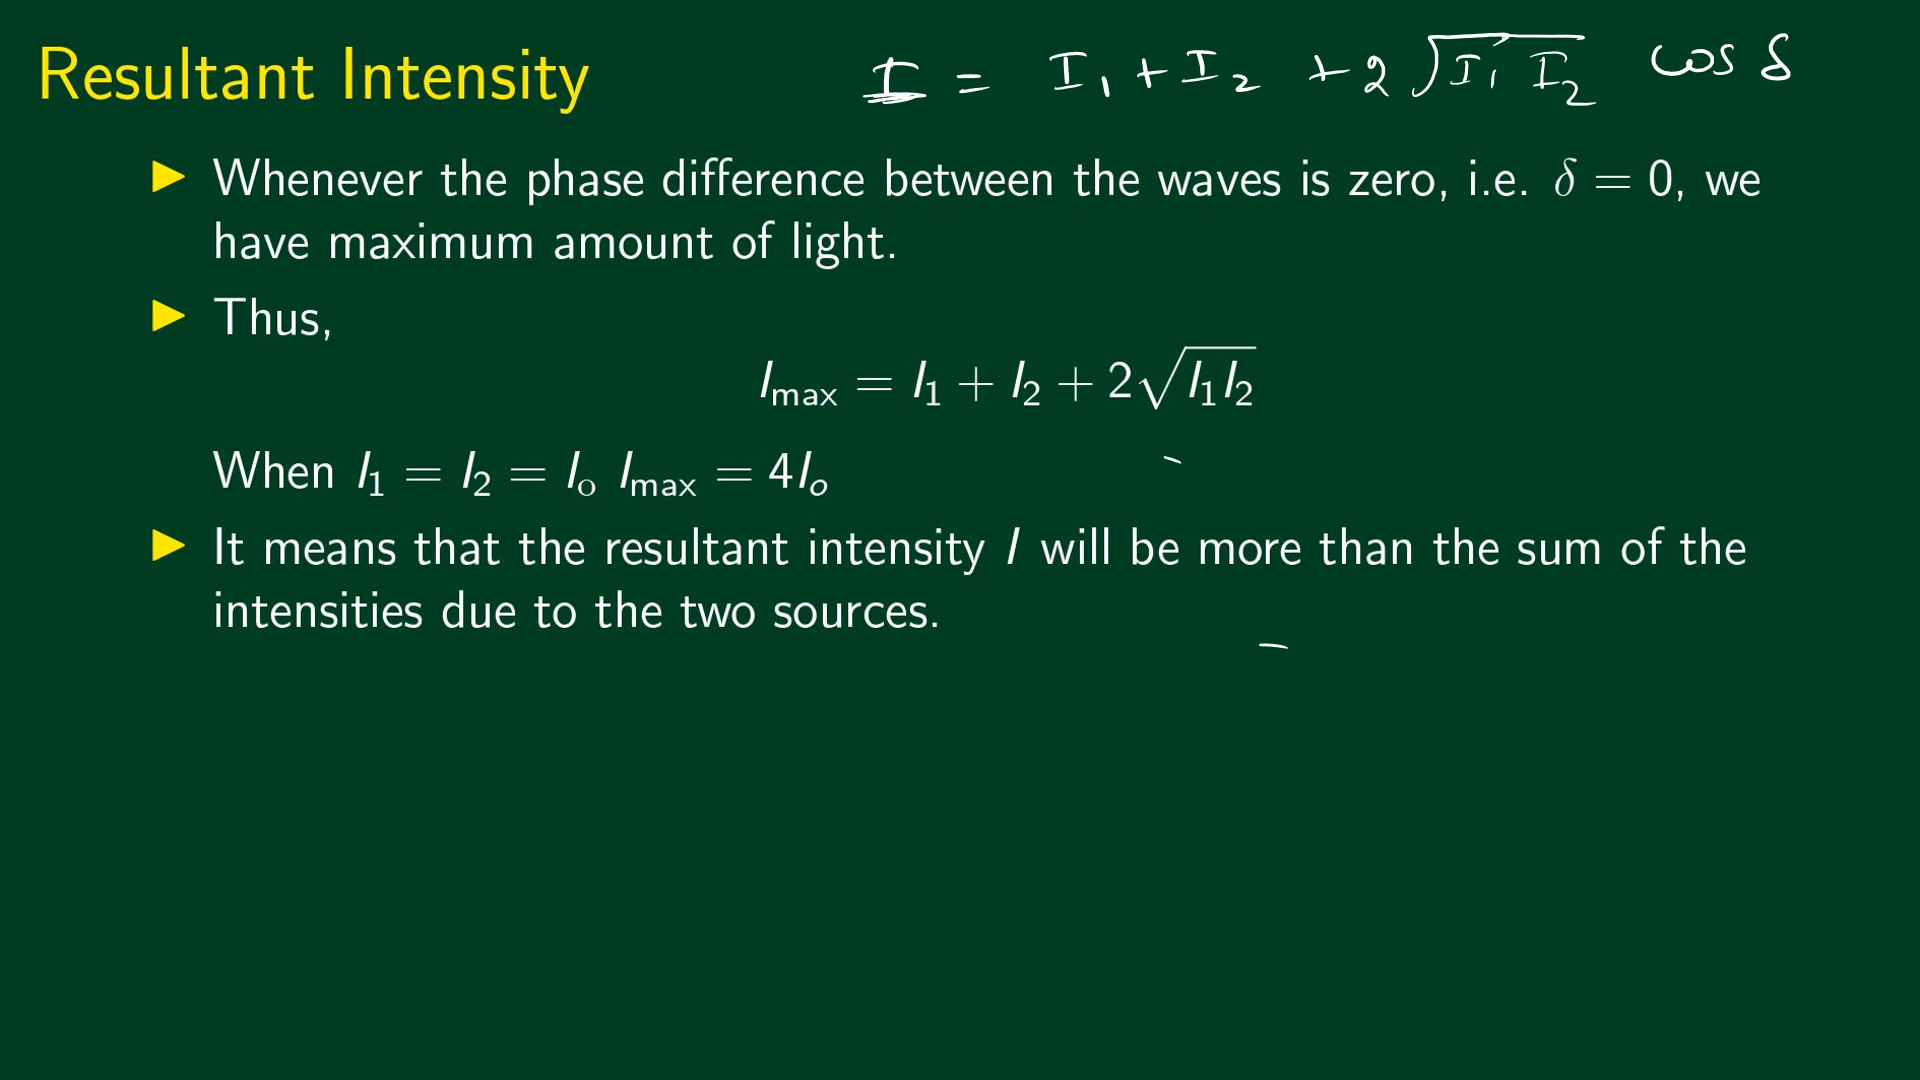 Resultant Intensity
I = I₁ + I₂ + 2√(I₁ I₂) cos δ
▶ Whenever the phase difference between the waves is zero, i.e. δ = 0, we
have maximum amount of light.
▶ Thus,
I_max = I₁ + I₂ + 2√(I₁I₂)
When I₁ = I₂ = I_o I_max = 4I_o
▶ It means that the resultant intensity I will be more than the sum of the
intensities due to the two sources.